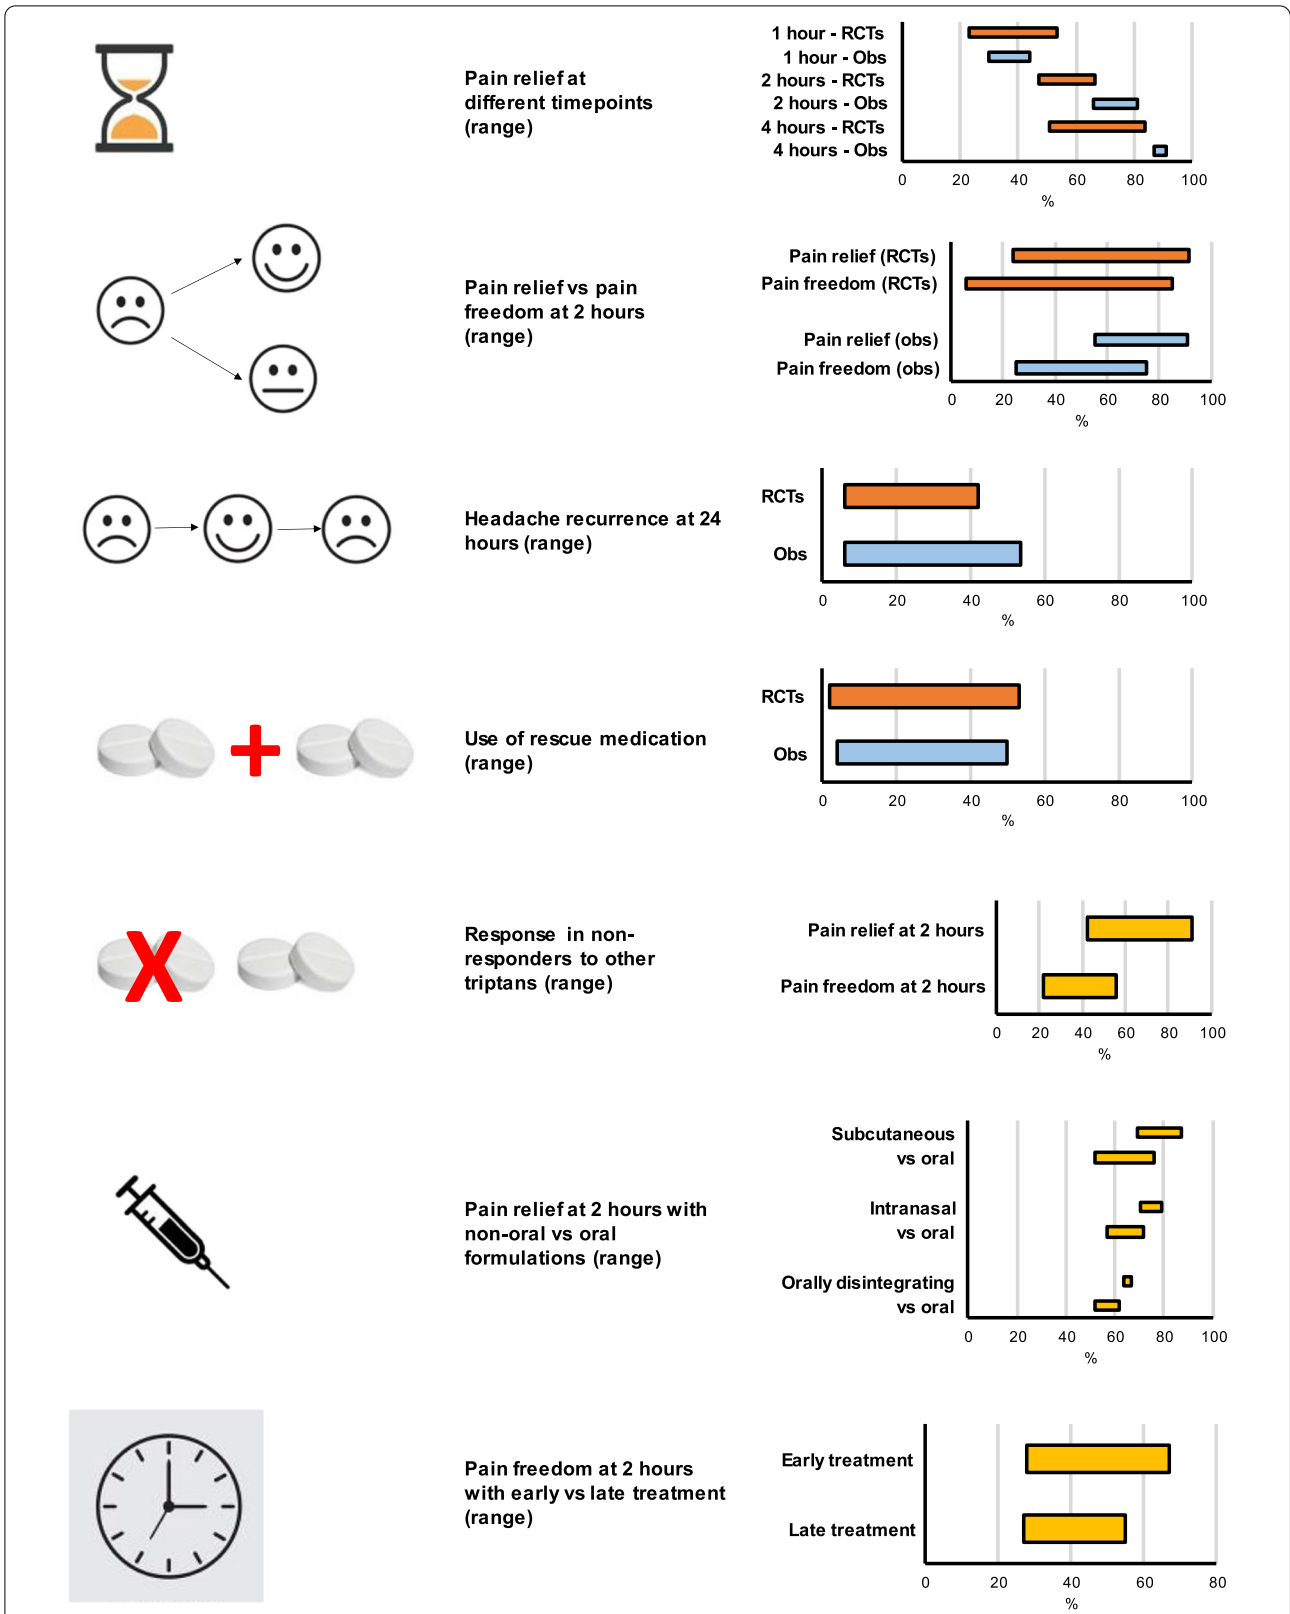 Pain relief at
different timepoints
(range)
1 hour - RCTs
1 hour - Obs
2 hours - RCTs
2 hours - Obs
4 hours - RCTs
4 hours - Obs
0 20 40 60 80 100
%
Pain relief vs pain
freedom at 2 hours
(range)
Pain relief (RCTs)
Pain freedom (RCTs)
Pain relief (obs)
Pain freedom (obs)
0 20 40 60 80 100
%
Headache recurrence at 24
hours (range)
RCTs
Obs
0 20 40 60 80 100
%
Use of rescue medication
(range)
RCTs
Obs
0 20 40 60 80 100
%
X
Response in non-
responders to other
triptans (range)
Pain relief at 2 hours
Pain freedom at 2 hours
0 20 40 60 80 100
%
Pain relief at 2 hours with
non-oral vs oral
formulations (range)
Subcutaneous
vs oral
Intranasal
vs oral
Orally disintegrating
vs oral
0 20 40 60 80 100
%
Pain freedom at 2 hours
with early vs late treatment
(range)
Early treatment
Late treatment
0 20 40 60 80
%